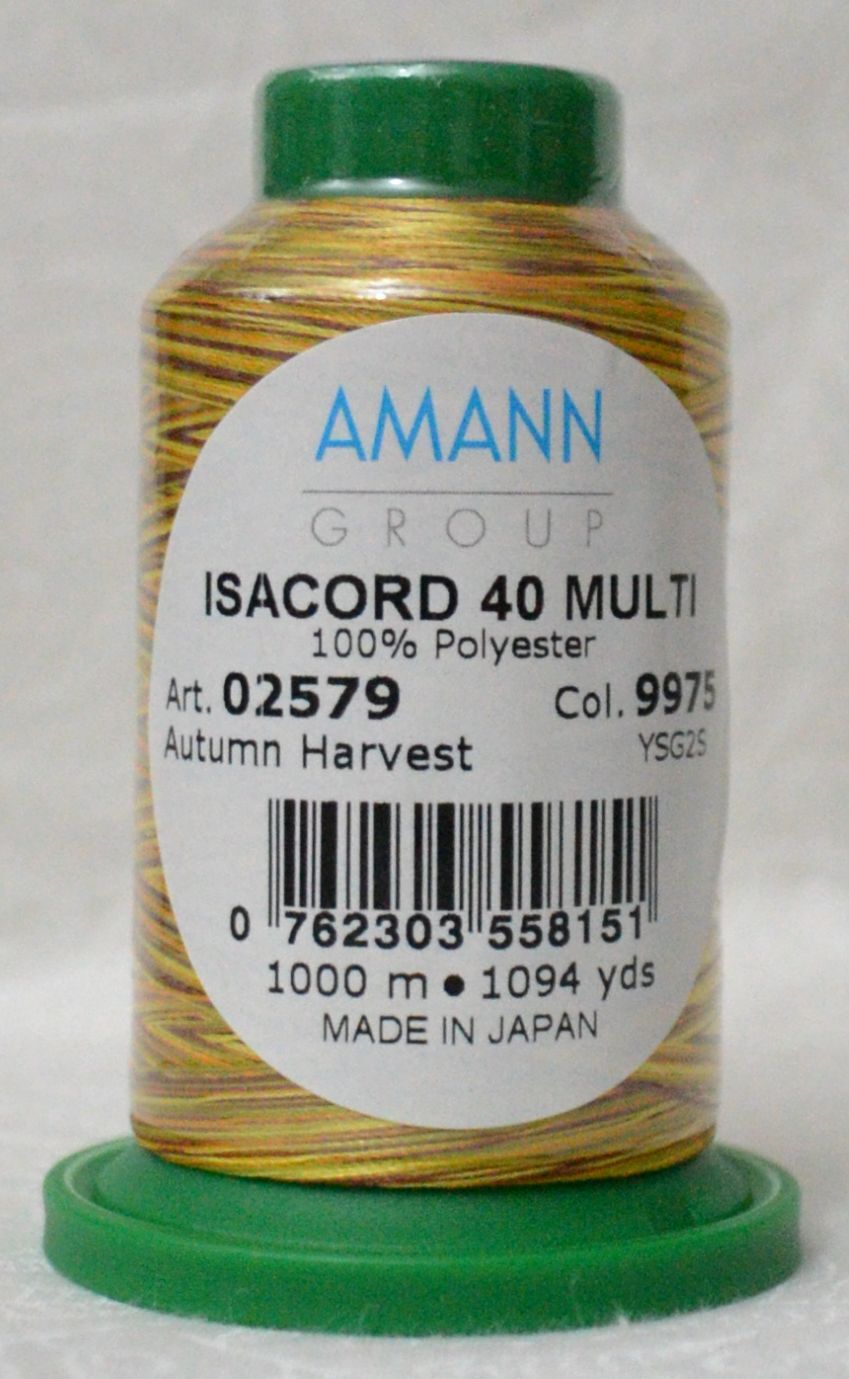 AMANN
GROUP
ISACORD 40 MULTI
100% Polyester
Art. 02579 Col. 9975
Autumn Harvest YSG2S
0 762303 558151
1000 m • 1094 yds
MADE IN JAPAN